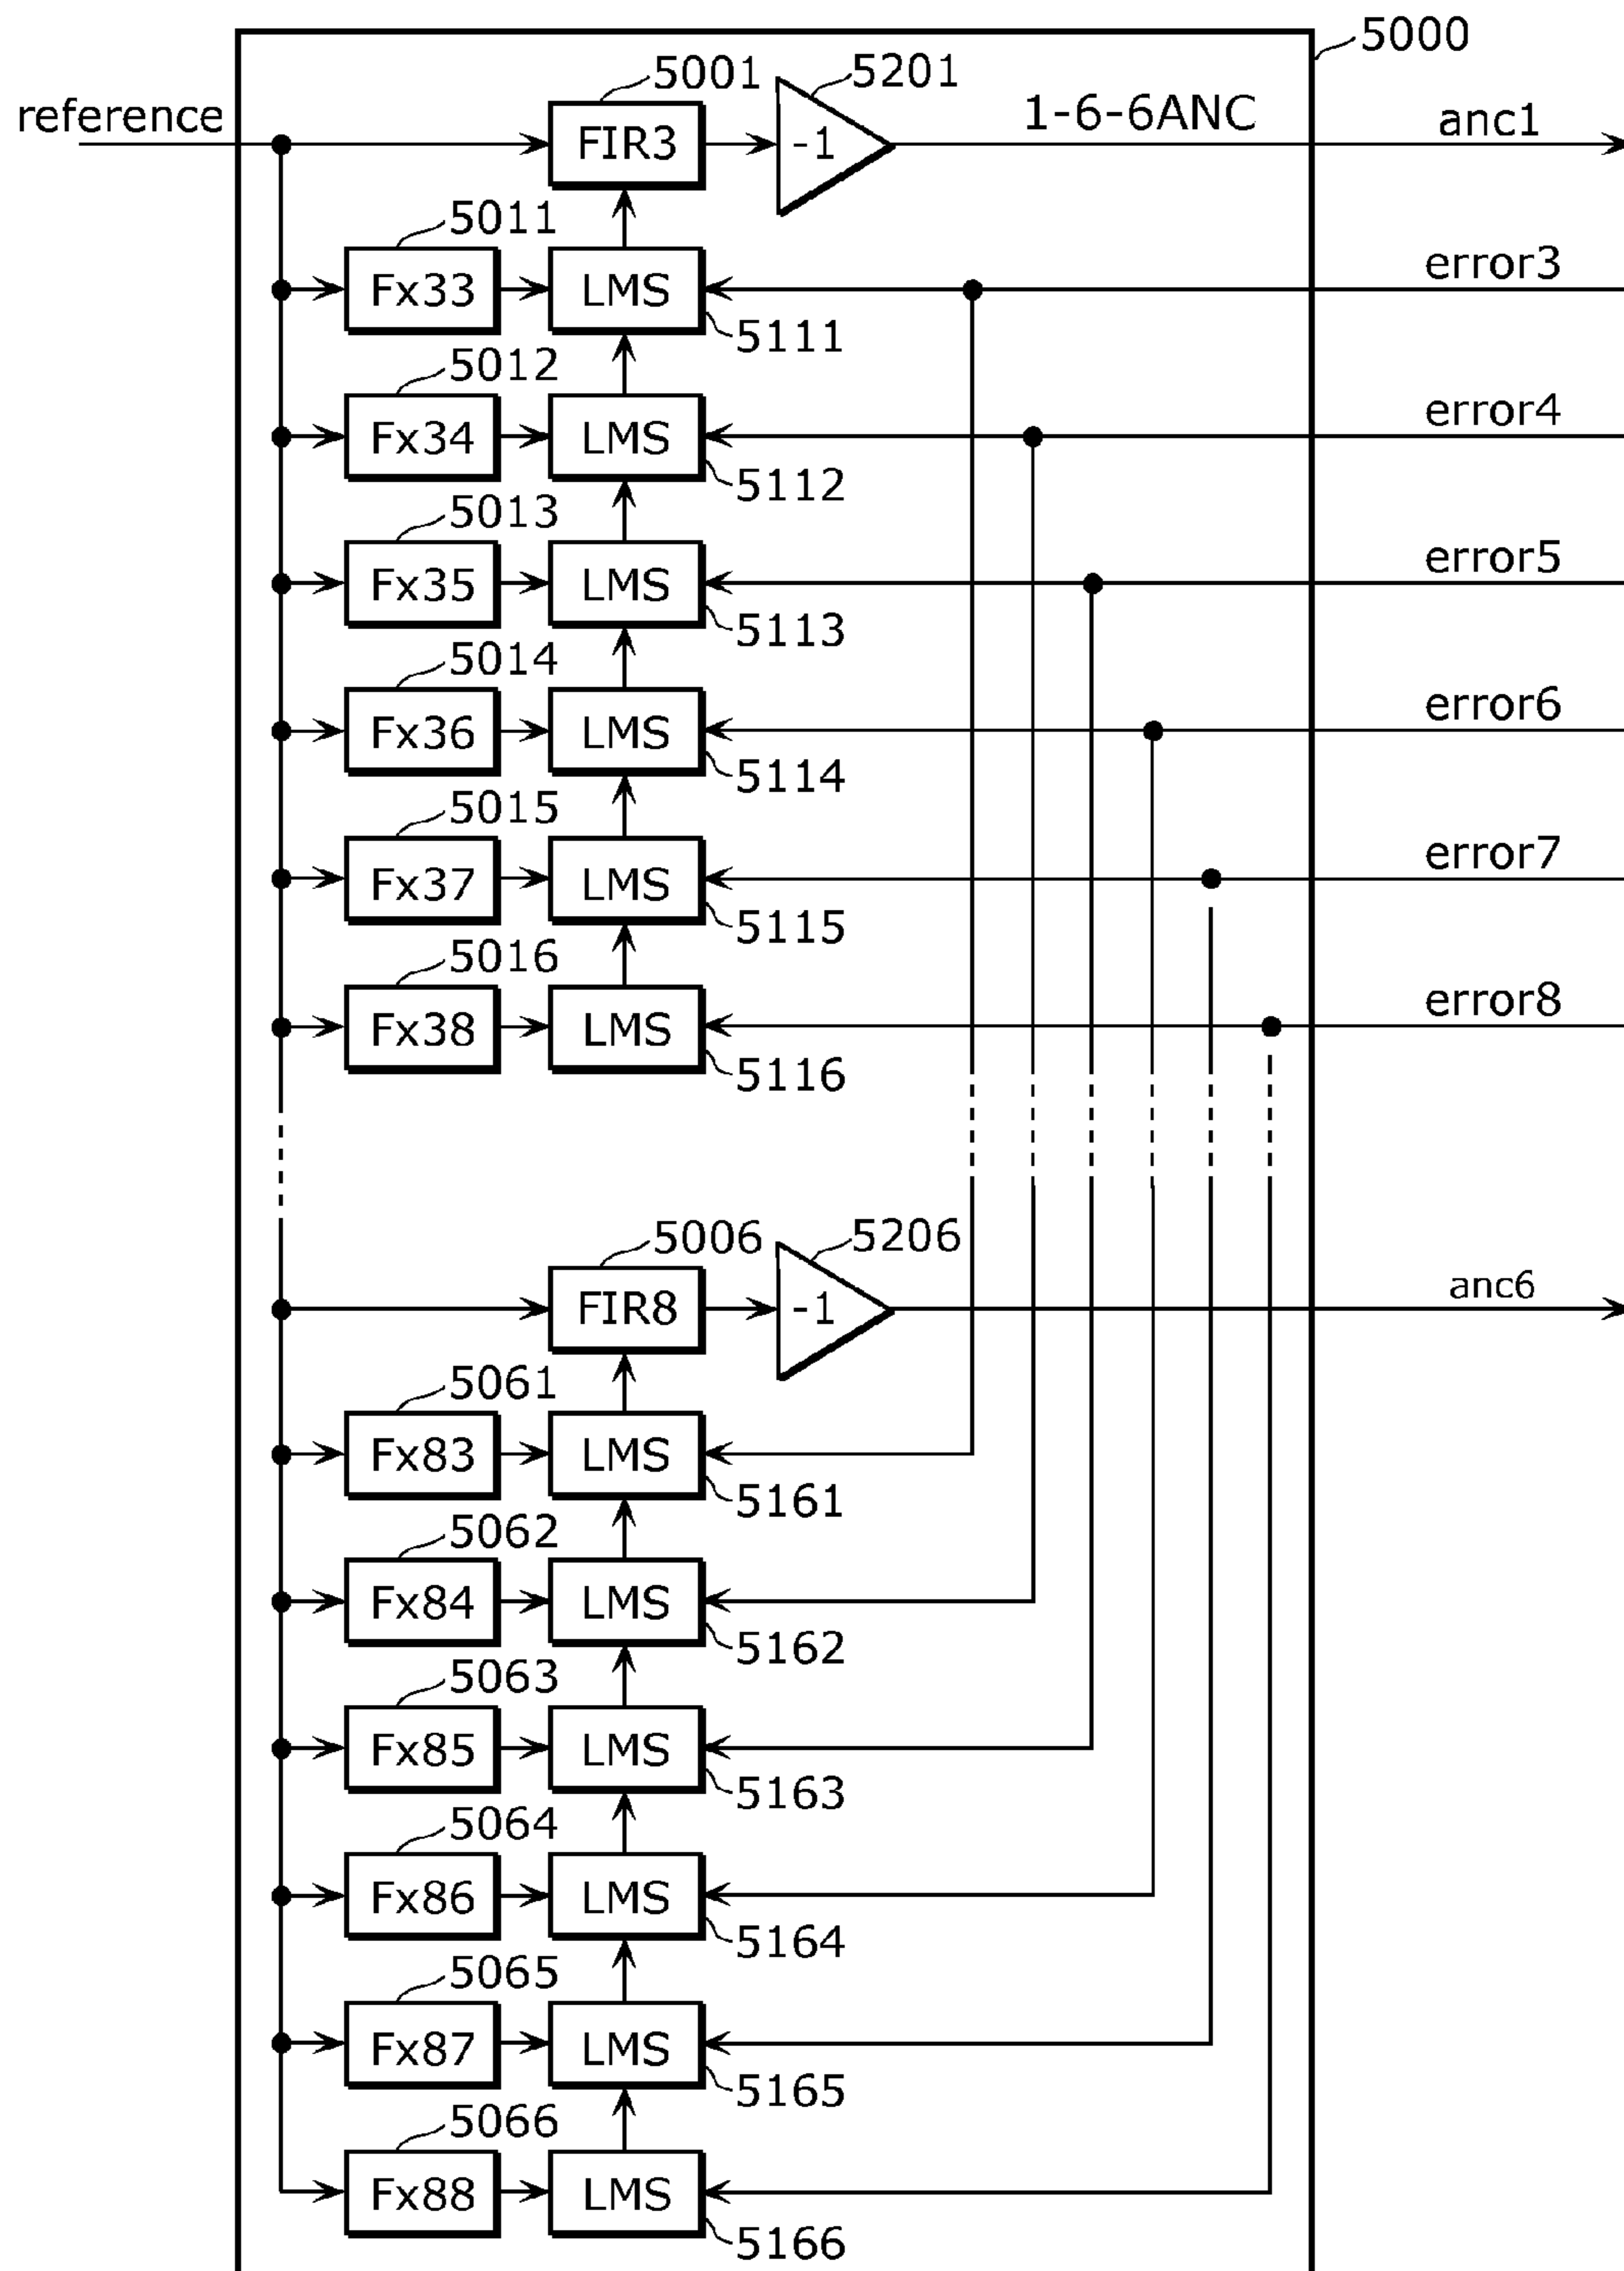 5000
5001
5201
reference
FIR3
-1
1-6-6ANC
anc1
5011
Fx33
LMS
error3
5111
5012
Fx34
LMS
error4
5112
5013
Fx35
LMS
error5
5113
5014
Fx36
LMS
error6
5114
5015
Fx37
LMS
error7
5115
5016
Fx38
LMS
error8
5116
5006
5206
FIR8
-1
anc6
5061
Fx83
LMS
5161
5062
Fx84
LMS
5162
5063
Fx85
LMS
5163
5064
Fx86
LMS
5164
5065
Fx87
LMS
5165
5066
Fx88
LMS
5166